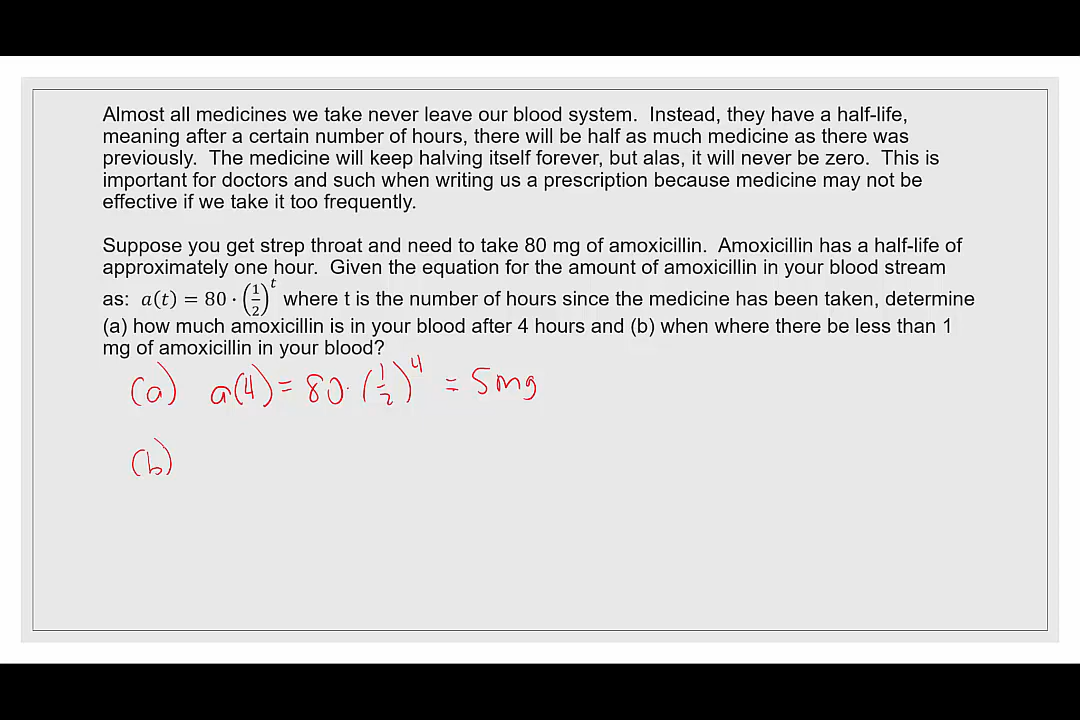 Almost all medicines we take never leave our blood system.  Instead, they have a half-life,
meaning after a certain number of hours, there will be half as much medicine as there was
previously.  The medicine will keep halving itself forever, but alas, it will never be zero.  This is
important for doctors and such when writing us a prescription because medicine may not be
effective if we take it too frequently.
Suppose you get strep throat and need to take 80 mg of amoxicillin.  Amoxicillin has a half-life of
approximately one hour.  Given the equation for the amount of amoxicillin in your blood stream
as:  a(t) = 80 · (1/2)^t where t is the number of hours since the medicine has been taken, determine
(a) how much amoxicillin is in your blood after 4 hours and (b) when where there be less than 1
mg of amoxicillin in your blood?
(a) a(4) = 80 · (1/2)^4 = 5mg
(b)